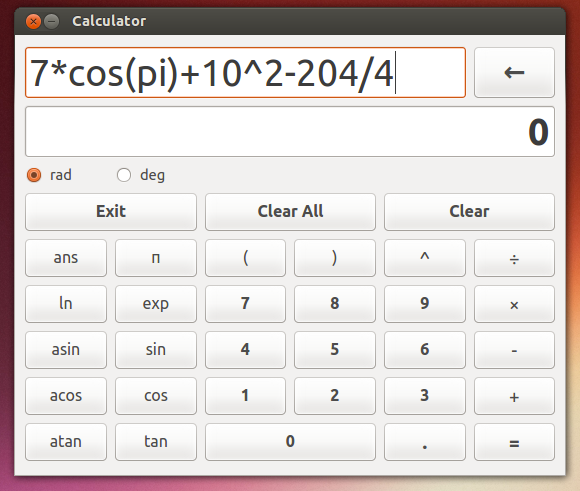 Calculator
7*cos(pi)+10^2-204/4 ←
0
rad deg
Exit Clear All Clear
ans п ( ) ^ ÷
ln exp 7 8 9 ×
asin sin 4 5 6 -
acos cos 1 2 3 +
atan tan 0 . =